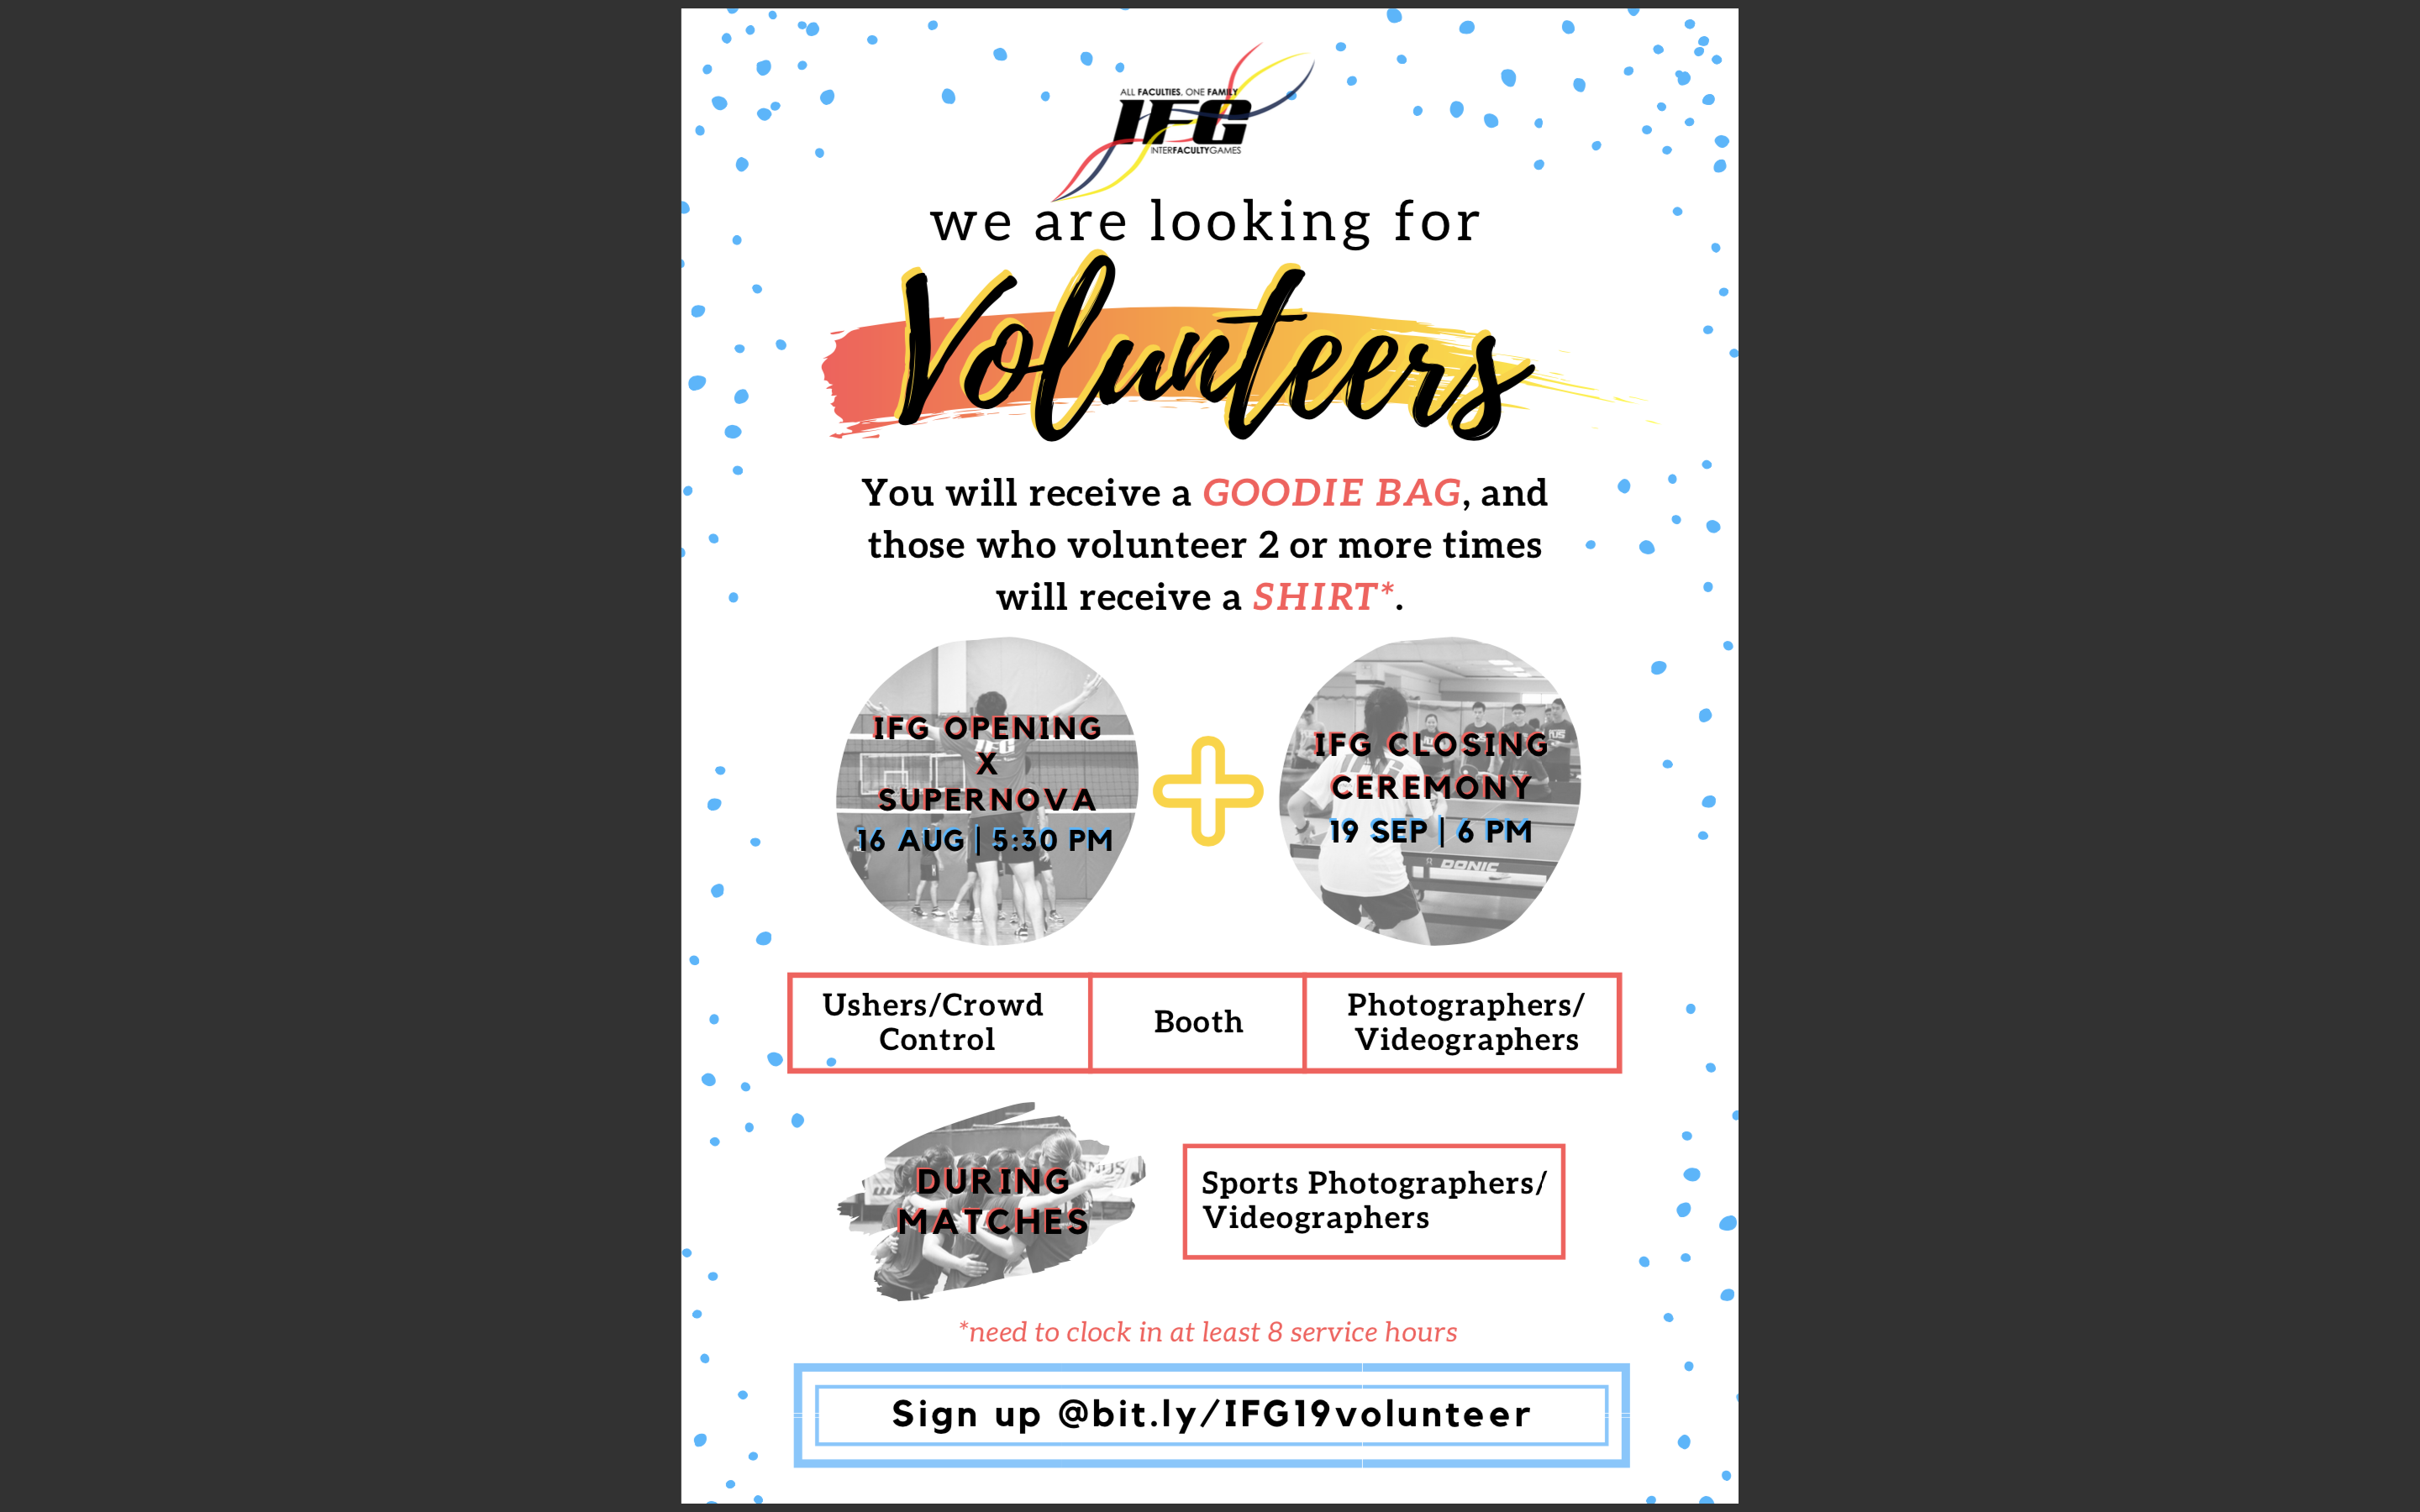 ALL FACULTIES, ONE FAMILY
IFG
INTERFACULTYGAMES
we are looking for
Volunteers
You will receive a GOODIE BAG, and
those who volunteer 2 or more times
will receive a SHIRT*.
IFG OPENING
X
SUPERNOVA
16 AUG | 5:30 PM
IFG CLOSING
CEREMONY
19 SEP | 6 PM
DONIC
Ushers/Crowd
Control
Booth
Photographers/
Videographers
DURING
MATCHES
Sports Photographers/
Videographers
*need to clock in at least 8 service hours
Sign up @bit.ly/IFG19volunteer